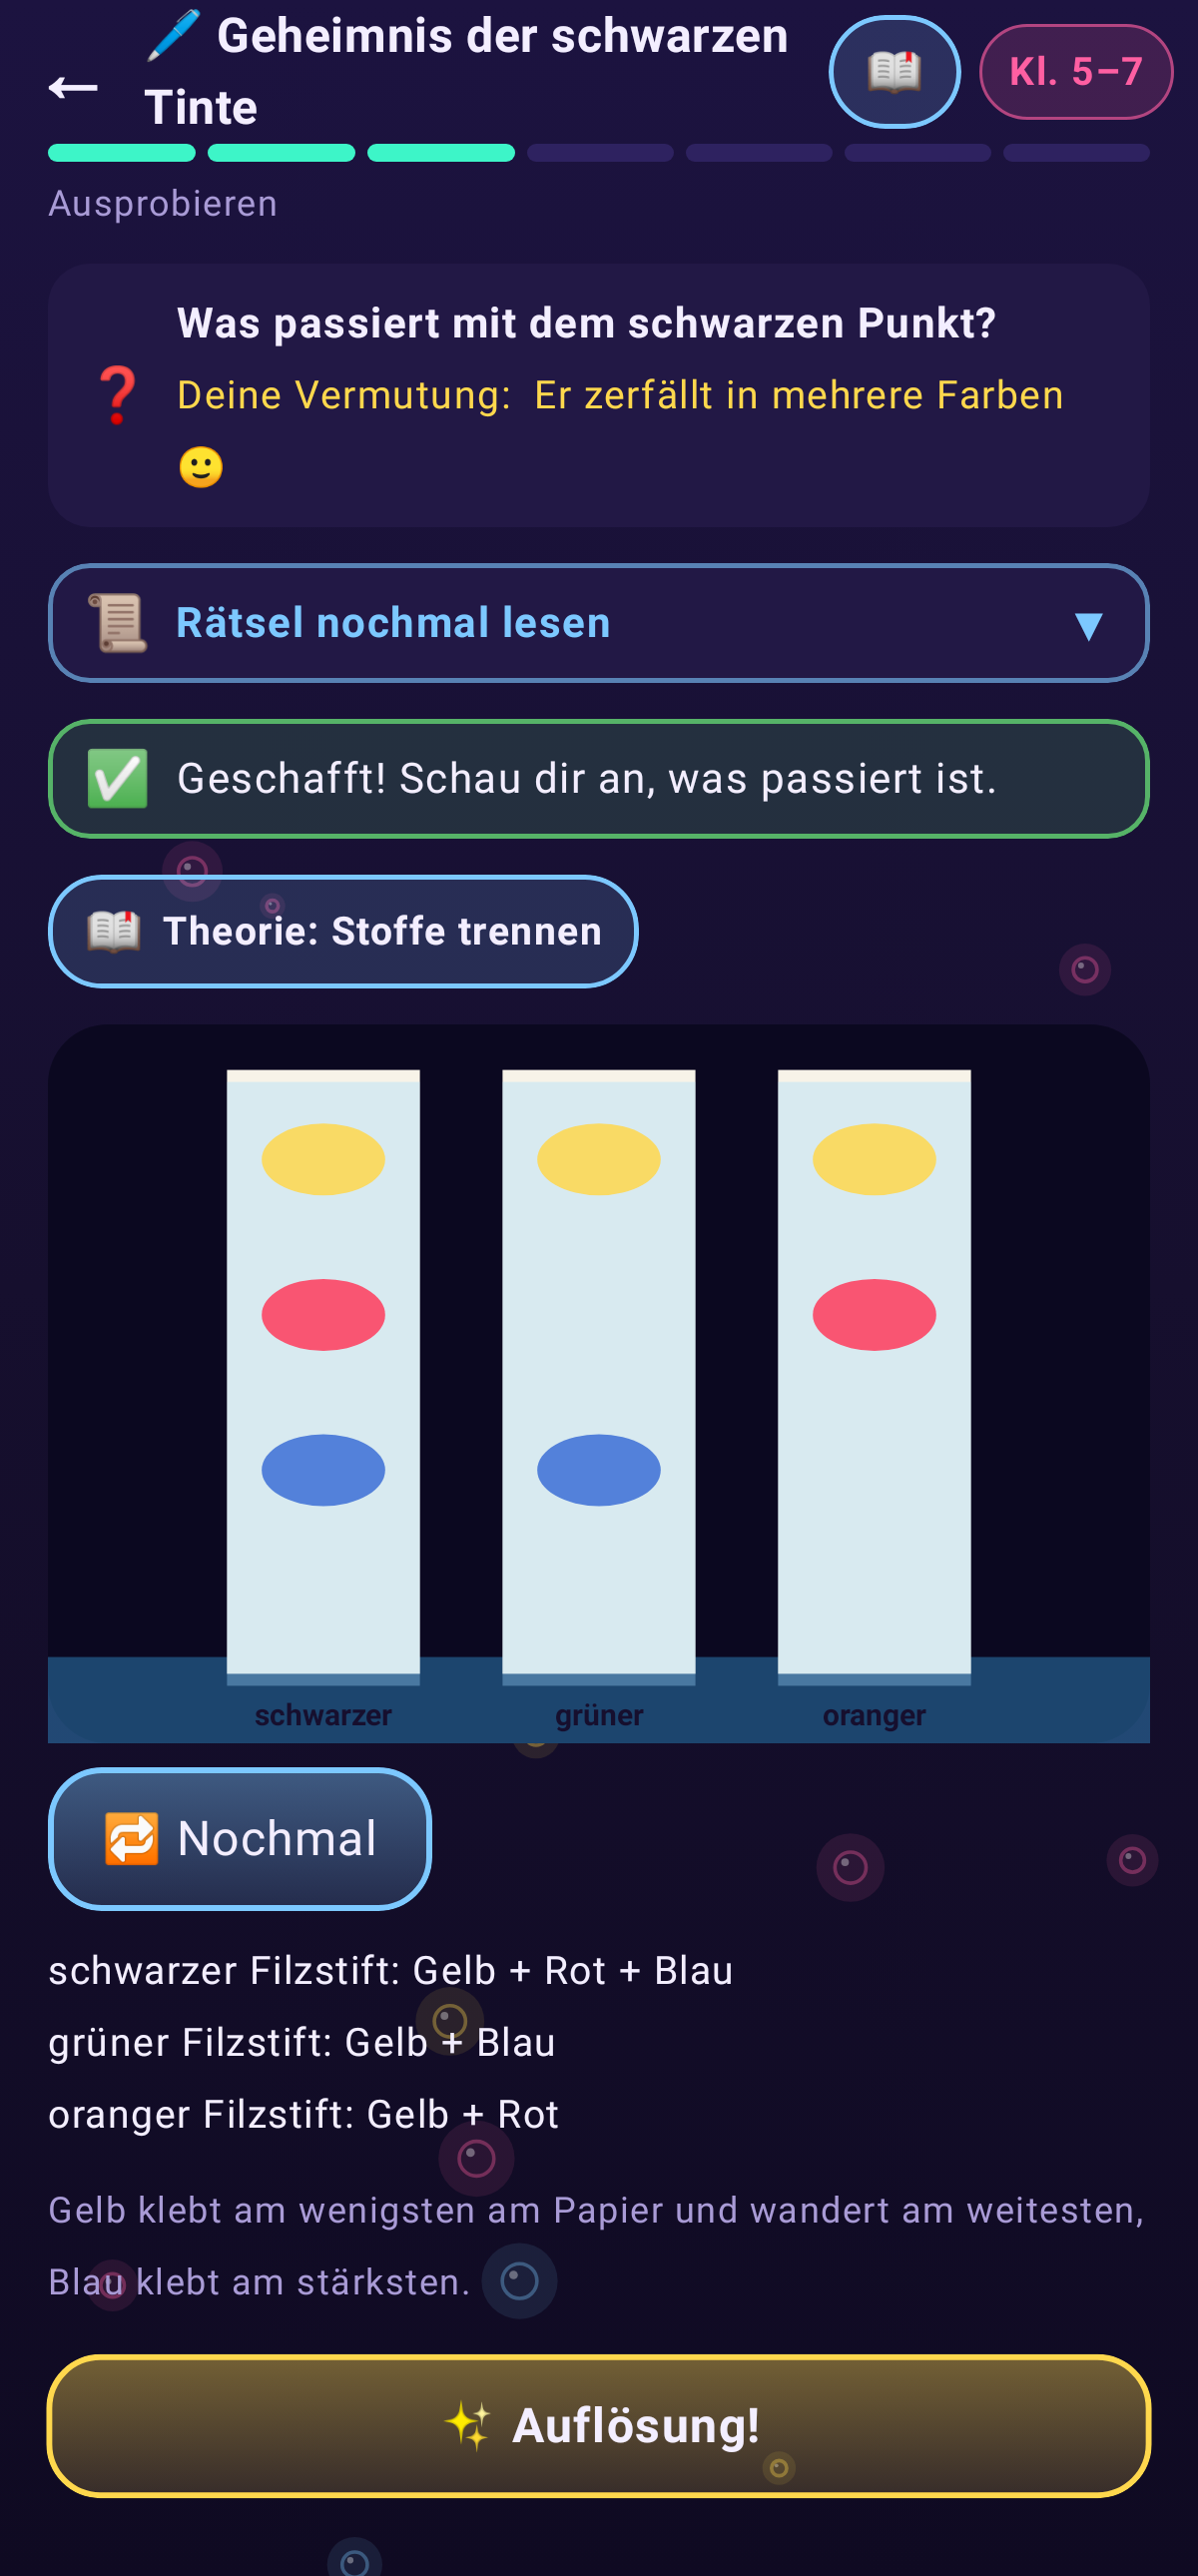 Geheimnis der schwarzen
Tinte
Kl. 5–7
Ausprobieren
Was passiert mit dem schwarzen Punkt?
Deine Vermutung: Er zerfällt in mehrere Farben
Rätsel nochmal lesen
Geschafft! Schau dir an, was passiert ist.
Theorie: Stoffe trennen
schwarzer grüner oranger
Nochmal
schwarzer Filzstift: Gelb + Rot + Blau
grüner Filzstift: Gelb + Blau
oranger Filzstift: Gelb + Rot
Gelb klebt am wenigsten am Papier und wandert am weitesten,
Blau klebt am stärksten.
Auflösung!